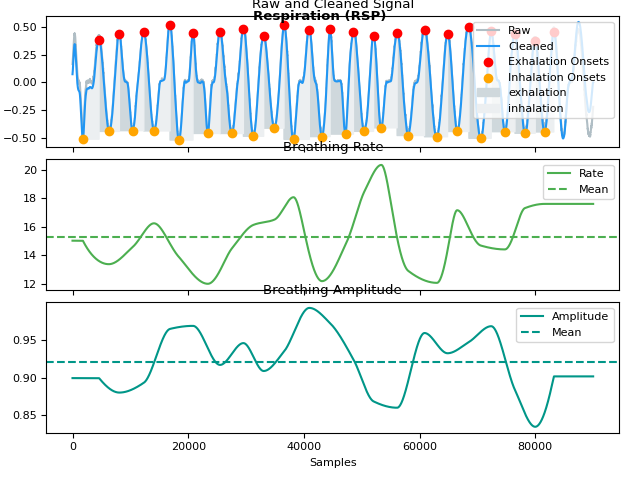 Raw and Cleaned Signal
Respiration (RSP)
0.50
0.25
0.00
−0.25
−0.50
Raw
Cleaned
Exhalation Onsets
Inhalation Onsets
exhalation
inhalation
Breathing Rate
20
18
16
14
12
Rate
Mean
Breathing Amplitude
0.95
0.90
0.85
Amplitude
Mean
0 20000 40000 60000 80000
Samples